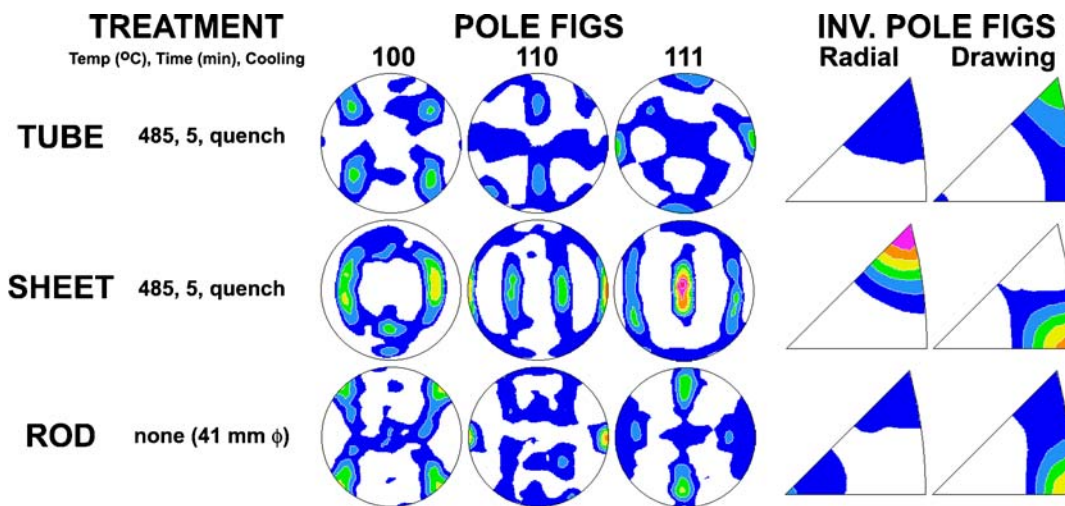 TREATMENT POLE FIGS INV. POLE FIGS
Temp (ºC), Time (min), Cooling 100 110 111 Radial Drawing
TUBE 485, 5, quench
SHEET 485, 5, quench
ROD none (41 mm ϕ)